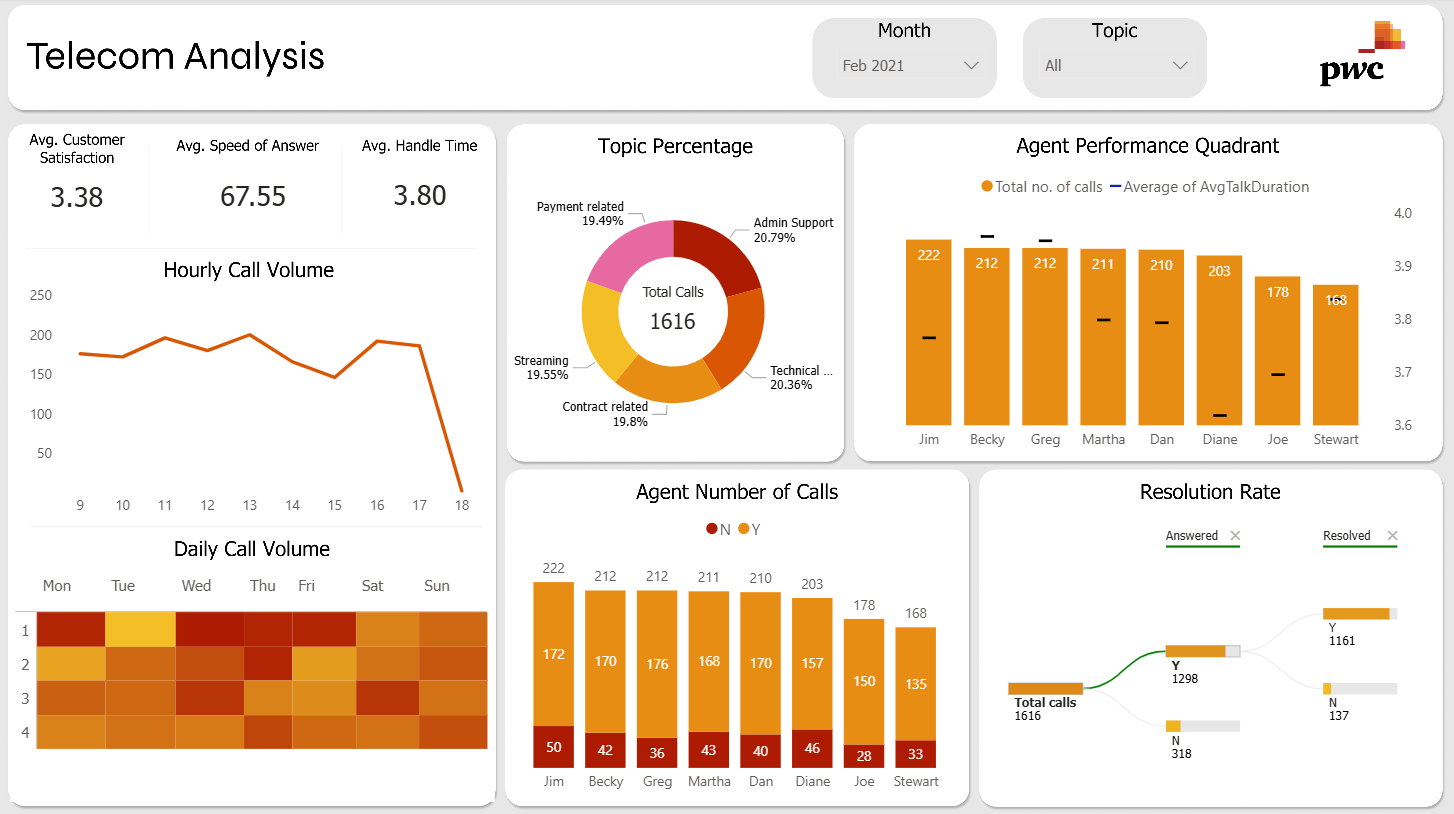 Telecom Analysis
Month
Feb 2021
Topic
All
pwc
Avg. Customer
Satisfaction
3.38
Avg. Speed of Answer
67.55
Avg. Handle Time
3.80
Hourly Call Volume
250
200
150
100
50
9 10 11 12 13 14 15 16 17 18
Daily Call Volume
Mon Tue Wed Thu Fri Sat Sun
1
2
3
4
Topic Percentage
Payment related
19.49%
Admin Support
20.79%
Total Calls
1616
Streaming
19.55%
Technical ...
20.36%
Contract related
19.8%
Agent Performance Quadrant
Total no. of calls Average of AvgTalkDuration
4.0
3.9
3.8
3.7
3.6
222 212 212 211 210 203 178 168
Jim Becky Greg Martha Dan Diane Joe Stewart
Agent Number of Calls
N Y
222 212 212 211 210 203 178 168
172 170 176 168 170 157 150 135
50 42 36 43 40 46 28 33
Jim Becky Greg Martha Dan Diane Joe Stewart
Resolution Rate
Answered
Resolved
Total calls
1616
Y
1298
N
318
Y
1161
N
137